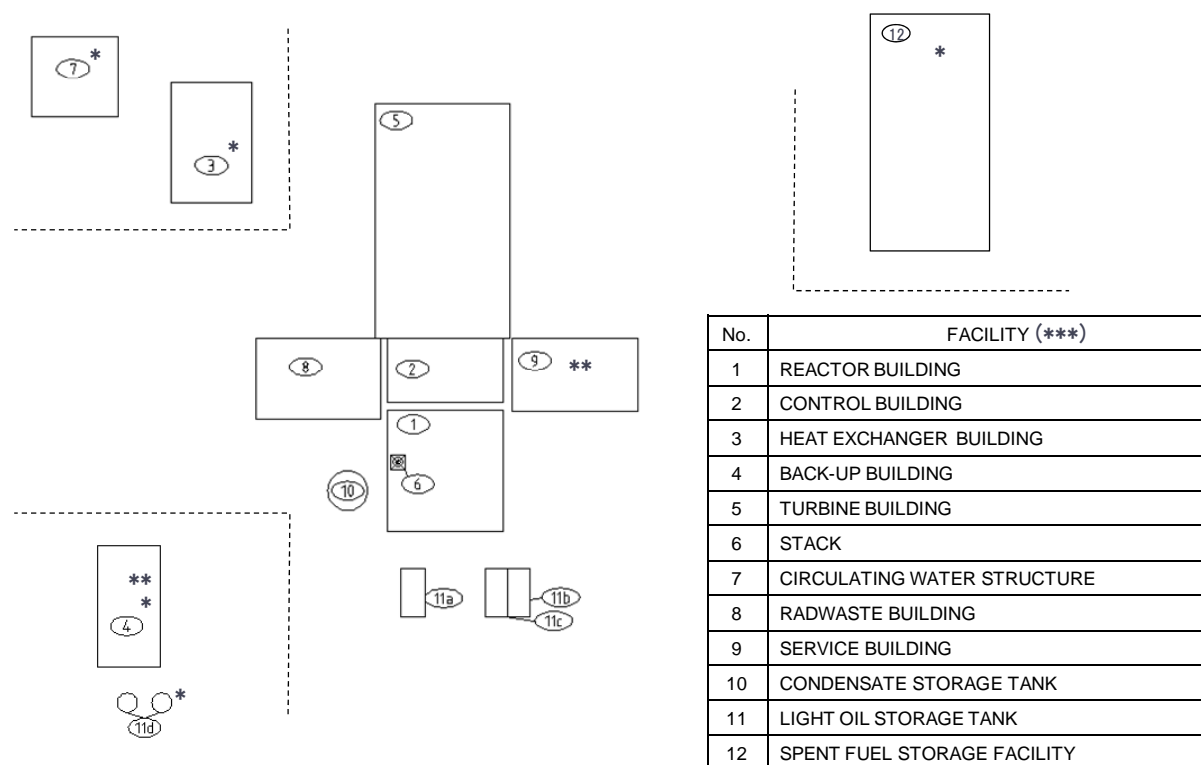 7 *
3 *
5
12
*
8
2
9 **
1
6
10
**
*
4
*
11d
11a
11b
11c
No. FACILITY (***)
1 REACTOR BUILDING
2 CONTROL BUILDING
3 HEAT EXCHANGER BUILDING
4 BACK-UP BUILDING
5 TURBINE BUILDING
6 STACK
7 CIRCULATING WATER STRUCTURE
8 RADWASTE BUILDING
9 SERVICE BUILDING
10 CONDENSATE STORAGE TANK
11 LIGHT OIL STORAGE TANK
12 SPENT FUEL STORAGE FACILITY